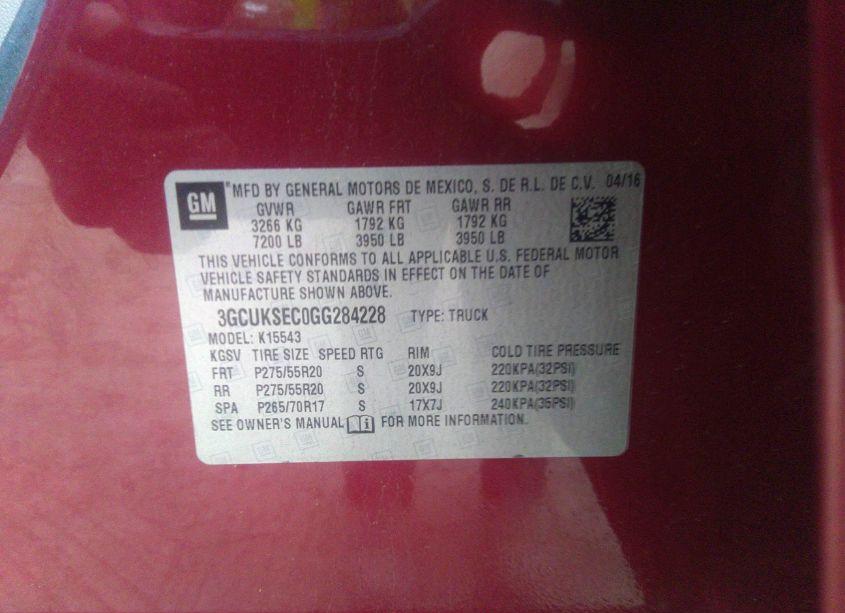 GM MFD BY GENERAL MOTORS DE MEXICO, S. DE R.L. DE C.V. 04/16
GVWR GAWR FRT GAWR RR
3266 KG 1792 KG 1792 KG
7200 LB 3950 LB 3950 LB
THIS VEHICLE CONFORMS TO ALL APPLICABLE U.S. FEDERAL MOTOR
VEHICLE SAFETY STANDARDS IN EFFECT ON THE DATE OF
MANUFACTURE SHOWN ABOVE.
3GCUKSEC0GG284228 TYPE: TRUCK
MODEL: K15543
KGSV TIRE SIZE SPEED RTG RIM COLD TIRE PRESSURE
FRT P275/55R20 S 20X9J 220KPA(32PSI)
RR P275/55R20 S 20X9J 220KPA(32PSI)
SPA P265/70R17 S 17X7J 240KPA(35PSI)
SEE OWNER'S MANUAL FOR MORE INFORMATION.